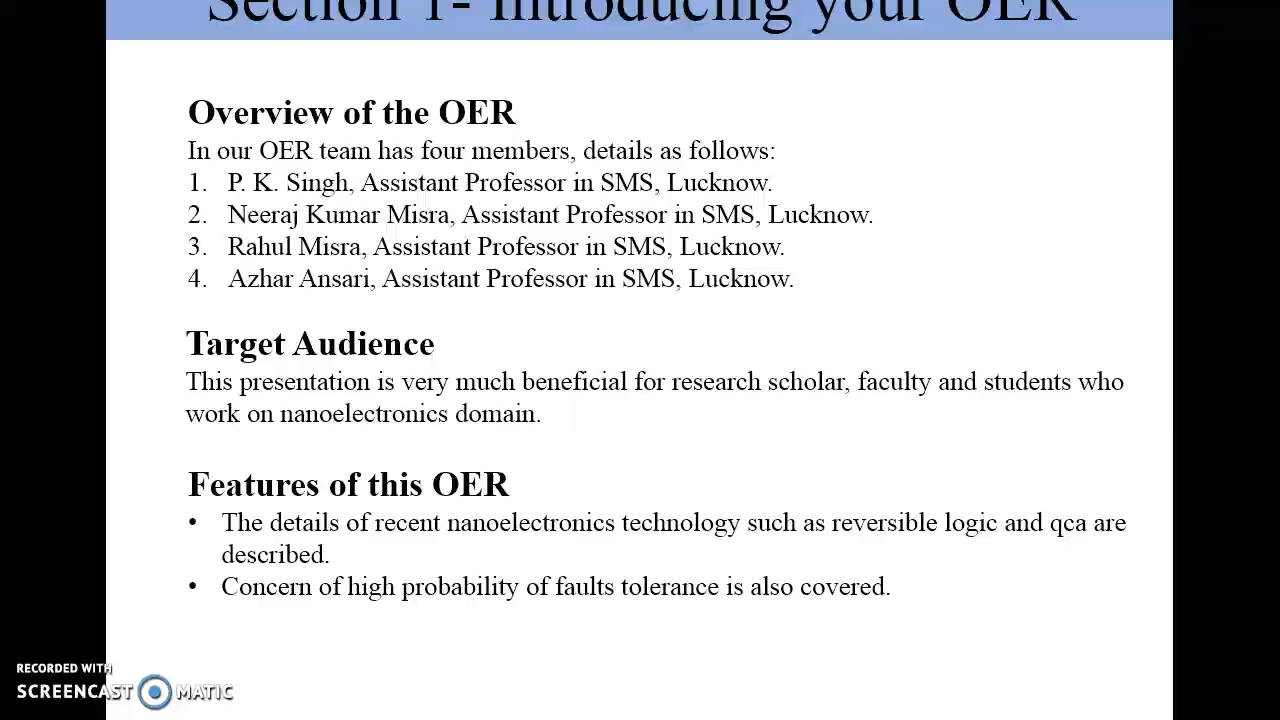 Section 1- Introducing your OER
Overview of the OER
In our OER team has four members, details as follows:
1. P. K. Singh, Assistant Professor in SMS, Lucknow.
2. Neeraj Kumar Misra, Assistant Professor in SMS, Lucknow.
3. Rahul Misra, Assistant Professor in SMS, Lucknow.
4. Azhar Ansari, Assistant Professor in SMS, Lucknow.
Target Audience
This presentation is very much beneficial for research scholar, faculty and students who
work on nanoelectronics domain.
Features of this OER
• The details of recent nanoelectronics technology such as reversible logic and qca are
described.
• Concern of high probability of faults tolerance is also covered.
RECORDED WITH
SCREENCAST MATIC